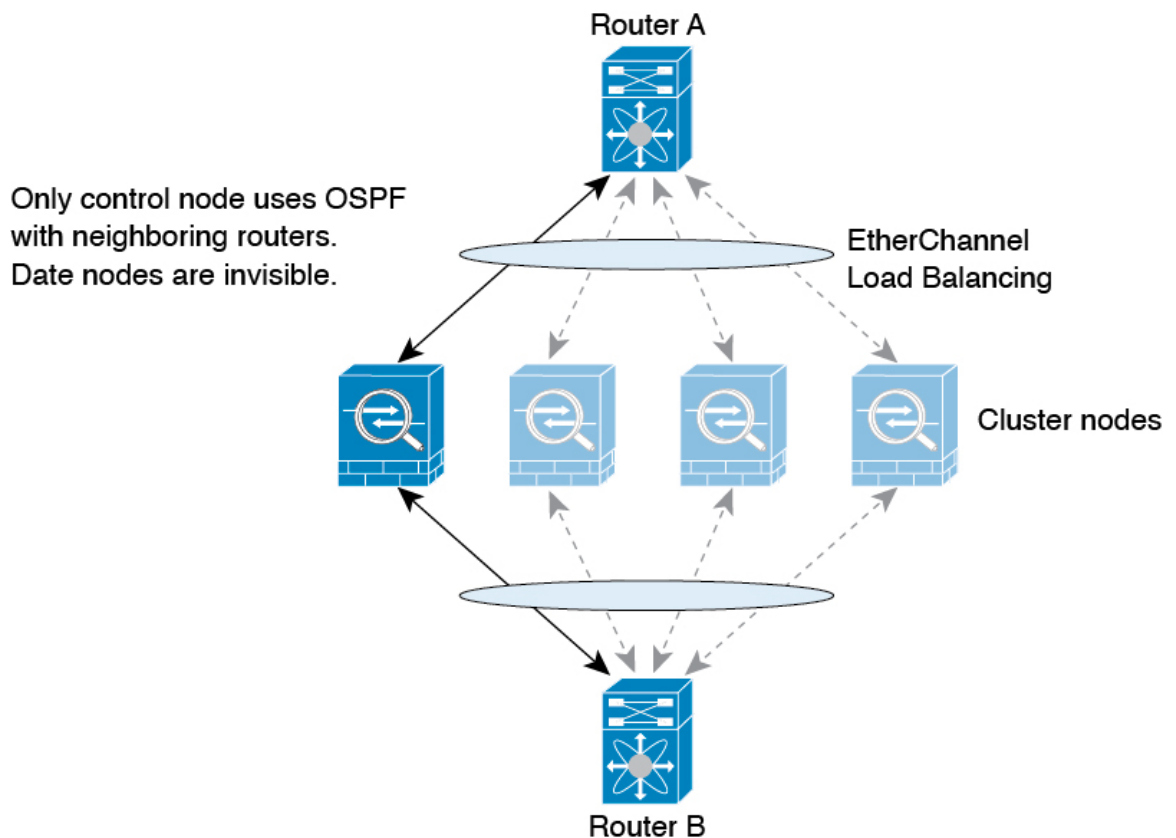 Router A
Only control node uses OSPF
with neighboring routers.
Date nodes are invisible.
EtherChannel
Load Balancing
Cluster nodes
Router B